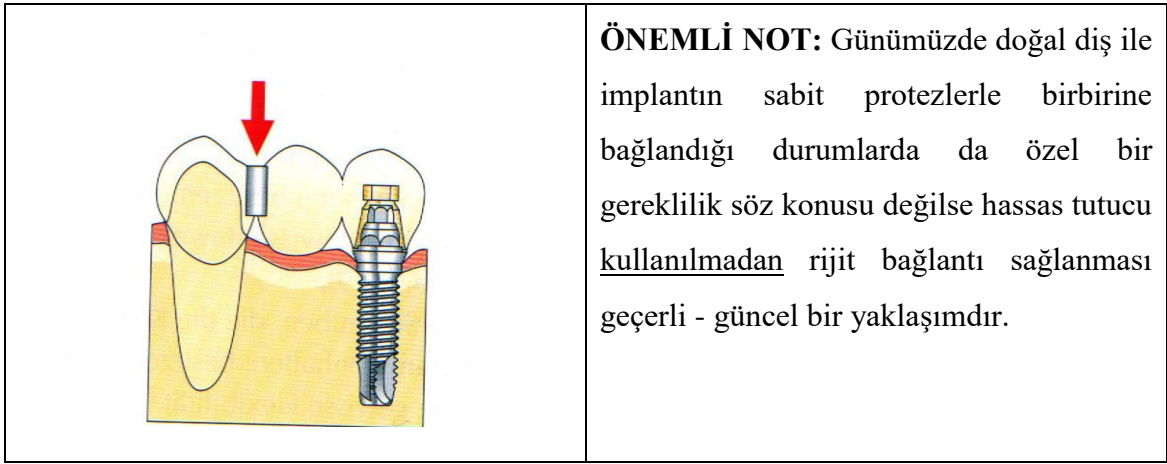 ÖNEMLİ NOT: Günümüzde doğal diş ile
implantın sabit protezlerle birbirine
bağlandığı durumlarda da özel bir
gereklilik söz konusu değilse hassas tutucu
kullanılmadan rijit bağlantı sağlanması
geçerli - güncel bir yaklaşımdır.